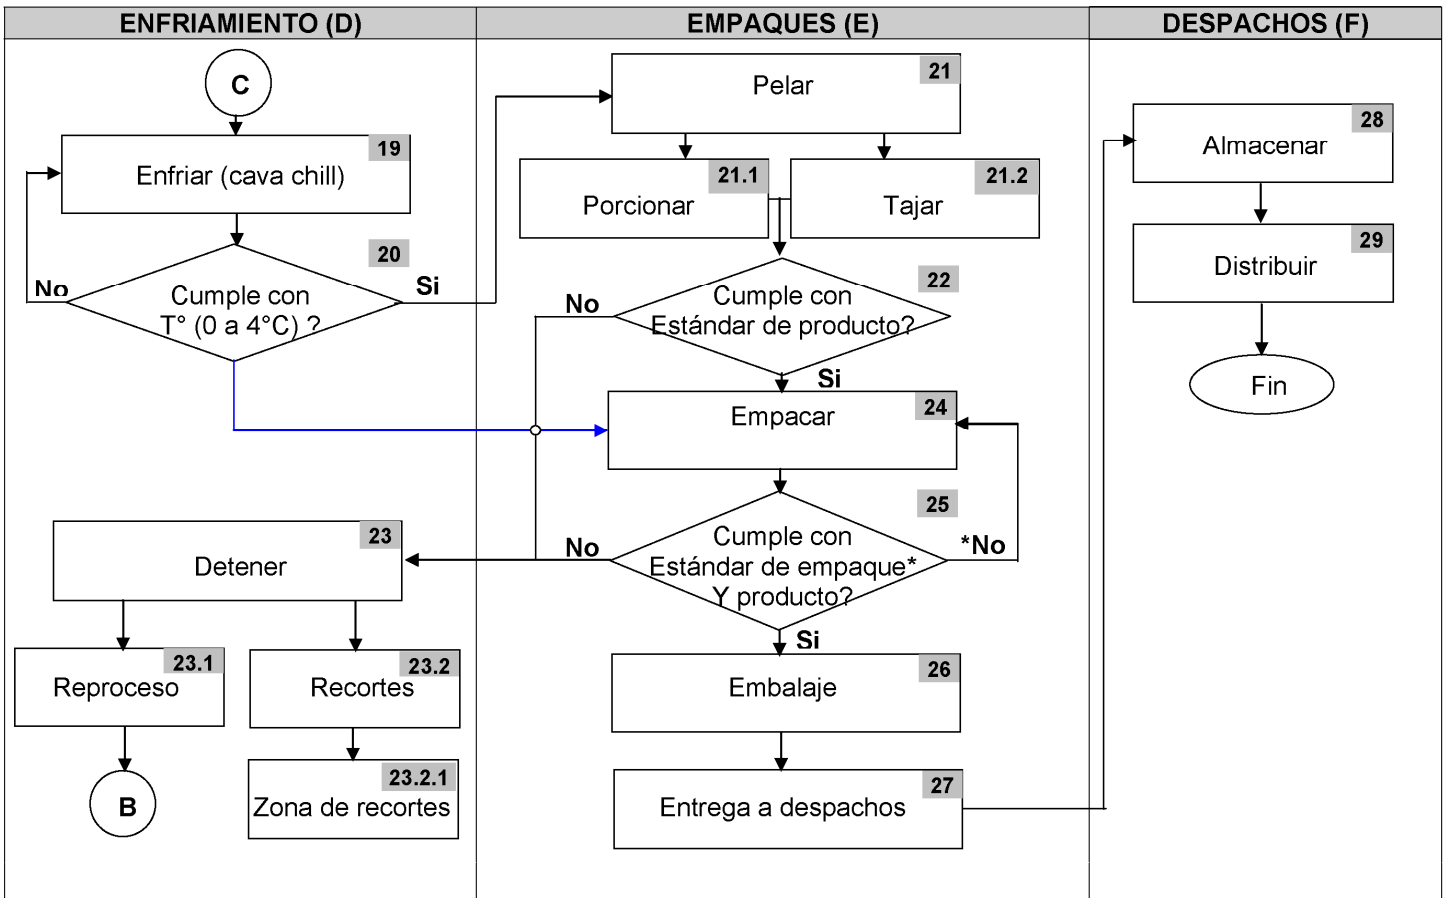 ENFRIAMIENTO (D)
EMPAQUES (E)
DESPACHOS (F)
C
19
Enfriar (cava chill)
20
No
Si
Cumple con
T° (0 a 4°C) ?
21
Pelar
21.1
Porcionar
21.2
Tajar
22
No
Cumple con
Estándar de producto?
Si
24
Empacar
25
No
*No
Cumple con
Estándar de empaque*
Y producto?
Si
23
Detener
23.1
Reproceso
23.2
Recortes
B
23.2.1
Zona de recortes
26
Embalaje
27
Entrega a despachos
28
Almacenar
29
Distribuir
Fin